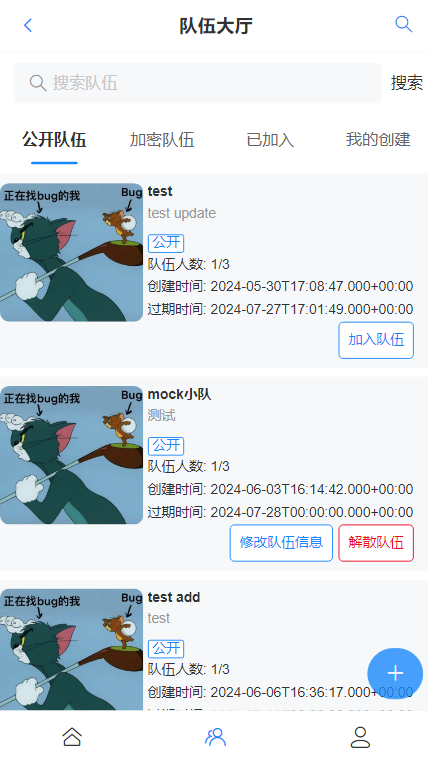 队伍大厅
搜索队伍
搜索
公开队伍
加密队伍
已加入
我的创建
正在找bug的我
Bug
test
test update
公开
队伍人数: 1/3
创建时间: 2024-05-30T17:08:47.000+00:00
过期时间: 2024-07-27T17:01:49.000+00:00
加入队伍
正在找bug的我
Bug
mock小队
测试
公开
队伍人数: 1/3
创建时间: 2024-06-03T16:14:42.000+00:00
过期时间: 2024-07-28T00:00:00.000+00:00
修改队伍信息
解散队伍
正在找bug的我
Bug
test add
test
公开
队伍人数: 1/3
创建时间: 2024-06-06T16:36:17.000+00:00